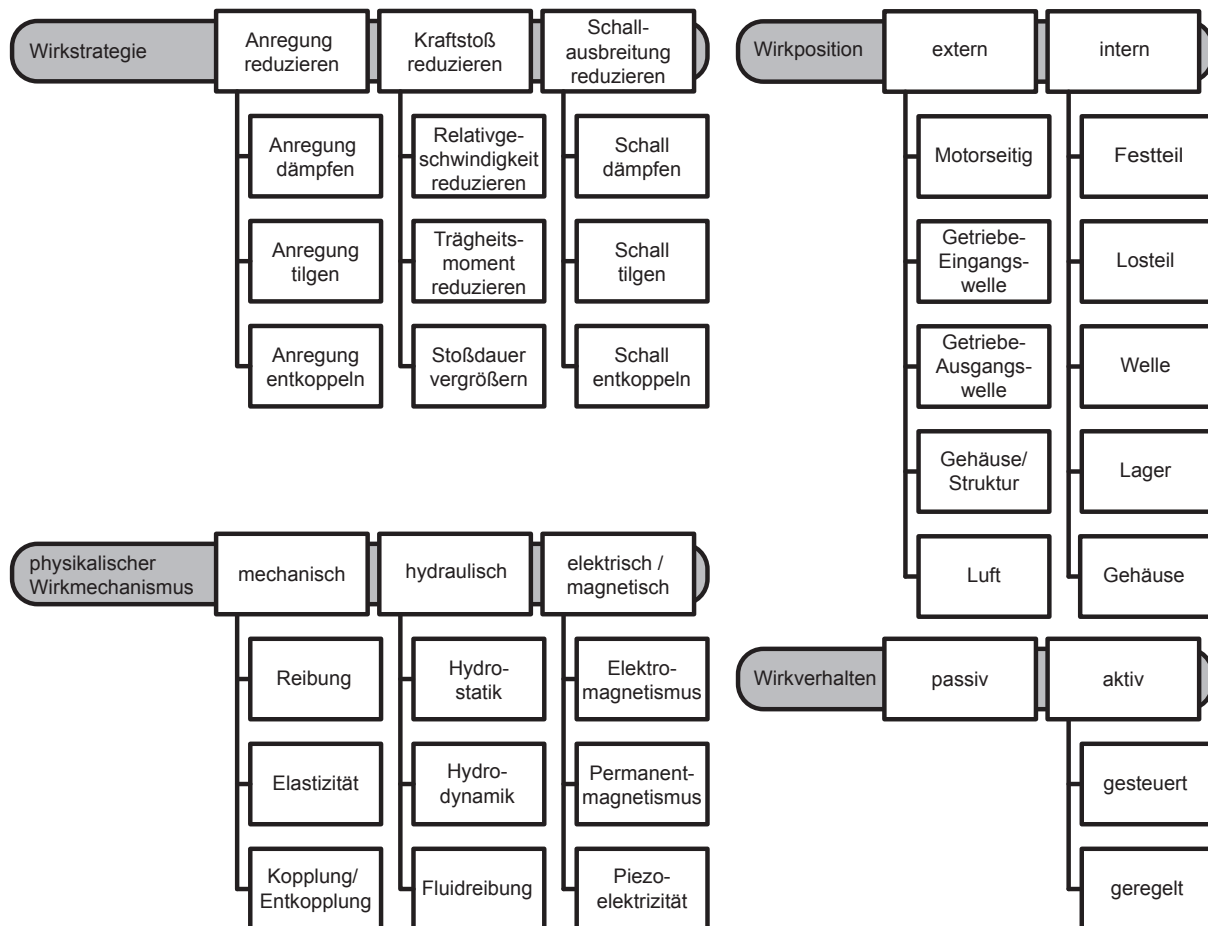 Wirkstrategie
Anregung
reduzieren
Kraftstoß
reduzieren
Schall-
ausbreitung
reduzieren
Anregung
dämpfen
Relativge-
schwindigkeit
reduzieren
Schall
dämpfen
Anregung
tilgen
Trägheits-
moment
reduzieren
Schall
tilgen
Anregung
entkoppeln
Stoßdauer
vergrößern
Schall
entkoppeln
Wirkposition
extern
intern
Motorseitig
Festteil
Getriebe-
Eingangs-
welle
Losteil
Getriebe-
Ausgangs-
welle
Welle
Gehäuse/
Struktur
Lager
Luft
Gehäuse
physikalischer
Wirkmechanismus
mechanisch
hydraulisch
elektrisch /
magnetisch
Reibung
Hydro-
statik
Elektro-
magnetismus
Elastizität
Hydro-
dynamik
Permanent-
magnetismus
Kopplung/
Entkopplung
Fluidreibung
Piezo-
elektrizität
Wirkverhalten
passiv
aktiv
gesteuert
geregelt